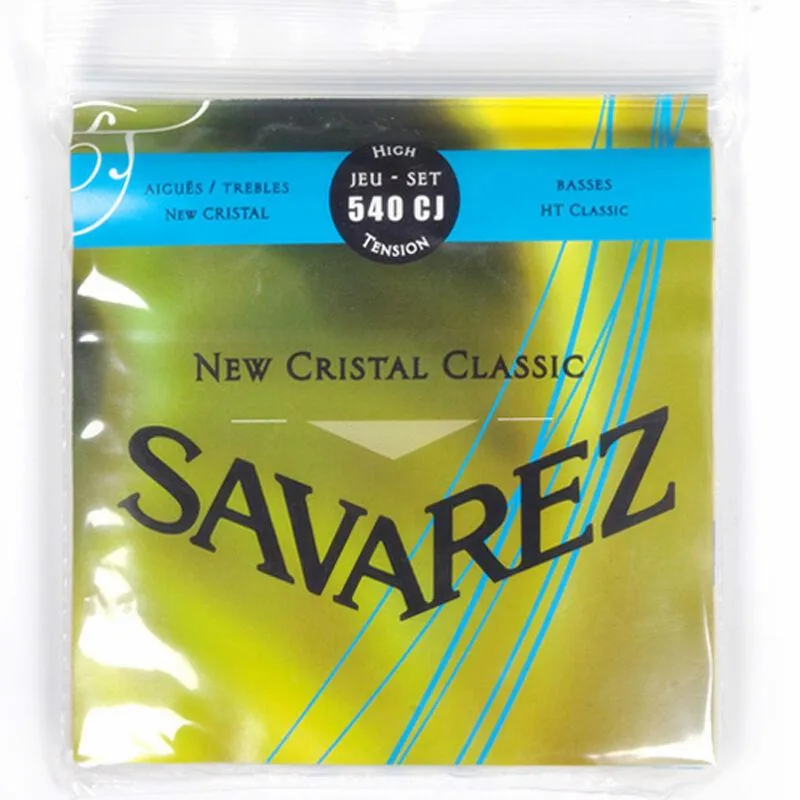 HIGH
JEU - SET
540 CJ
TENSION
AIGUËS / TREBLES
NEW CRISTAL
BASSES
HT CLASSIC
NEW CRISTAL CLASSIC
SAVAREZ